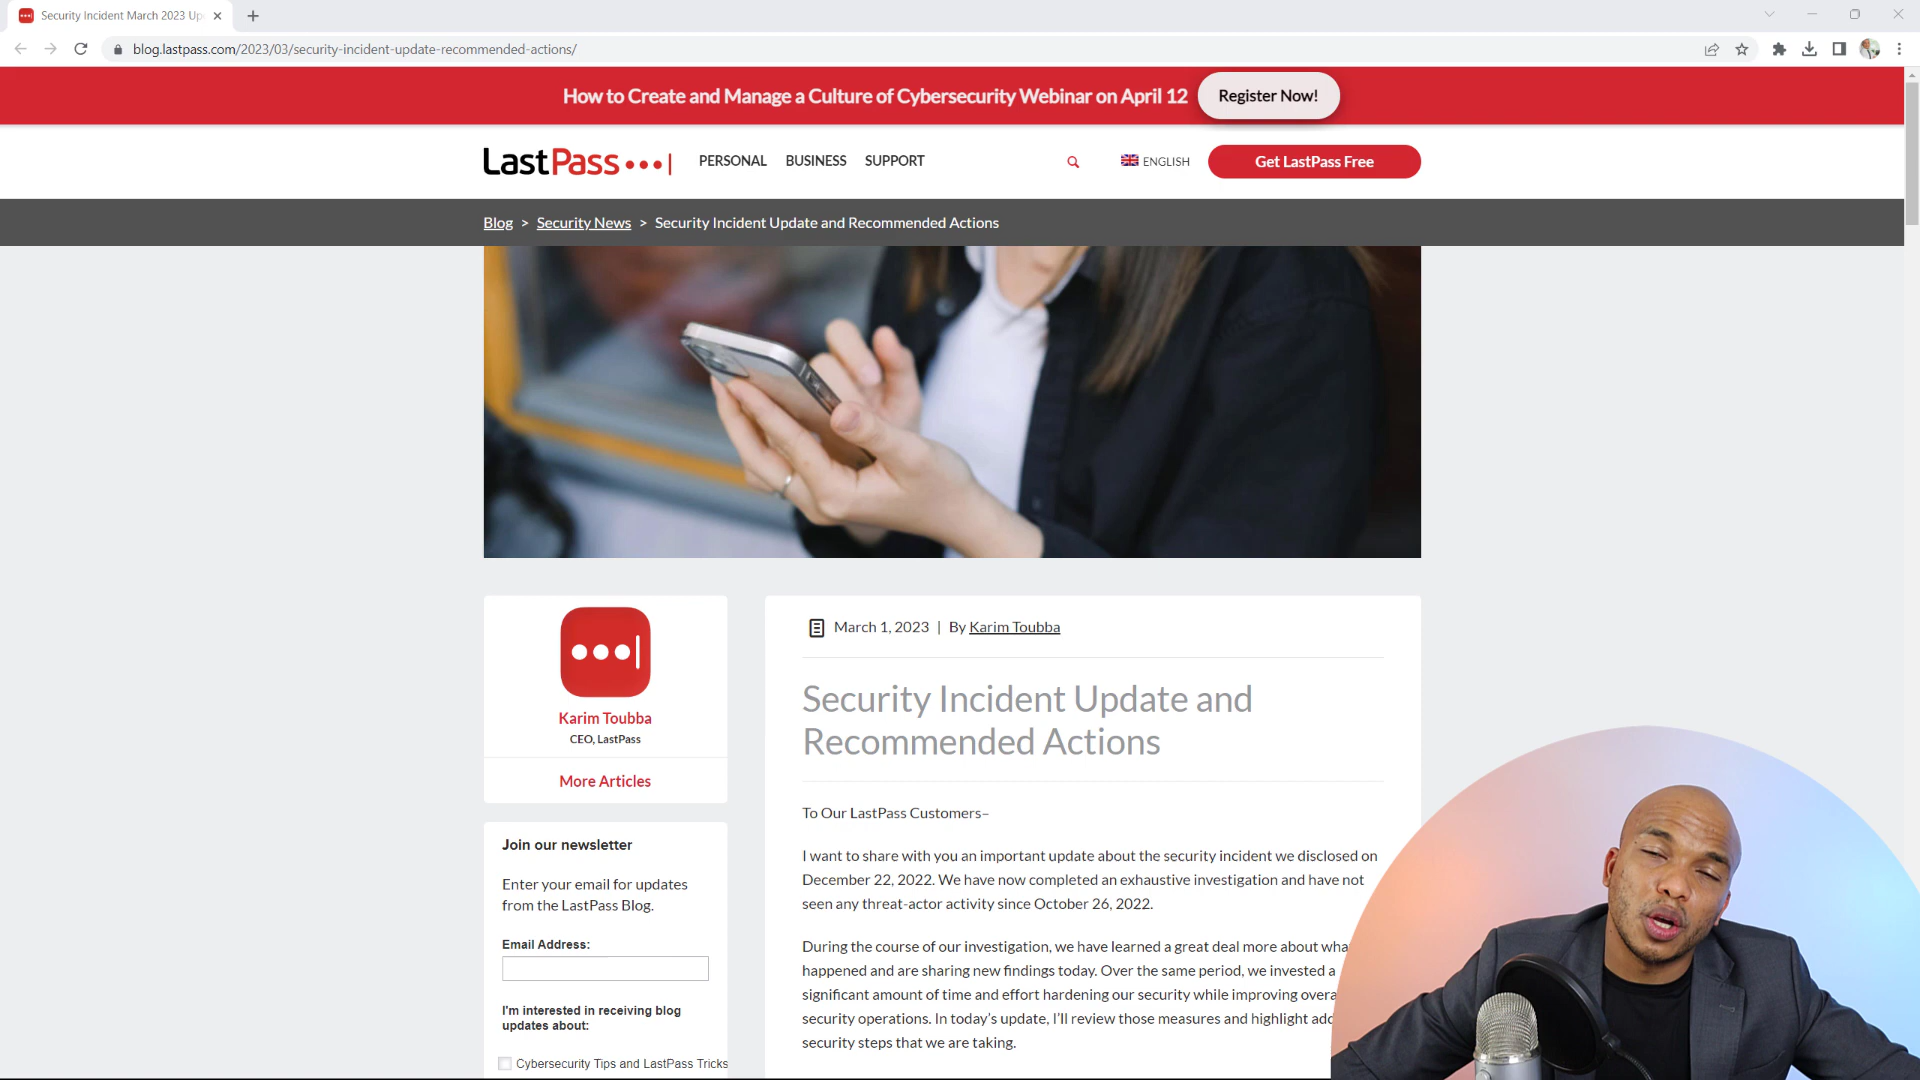 Security Incident March 2023 Up
blog.lastpass.com/2023/03/security-incident-update-recommended-actions/
How to Create and Manage a Culture of Cybersecurity Webinar on April 12
Register Now!
LastPass
PERSONAL BUSINESS SUPPORT
ENGLISH
Get LastPass Free
Blog > Security News > Security Incident Update and Recommended Actions
Karim Toubba
CEO, LastPass
More Articles
Join our newsletter
Enter your email for updates
from the LastPass Blog.
Email Address:
I'm interested in receiving blog
updates about:
Cybersecurity Tips and LastPass Tricks
March 1, 2023 | By Karim Toubba
Security Incident Update and
Recommended Actions
To Our LastPass Customers–
I want to share with you an important update about the security incident we disclosed on
December 22, 2022. We have now completed an exhaustive investigation and have not
seen any threat-actor activity since October 26, 2022.
During the course of our investigation, we have learned a great deal more about wha
happened and are sharing new findings today. Over the same period, we invested a
significant amount of time and effort hardening our security while improving overa
security operations. In today’s update, I’ll review those measures and highlight add
security steps that we are taking.